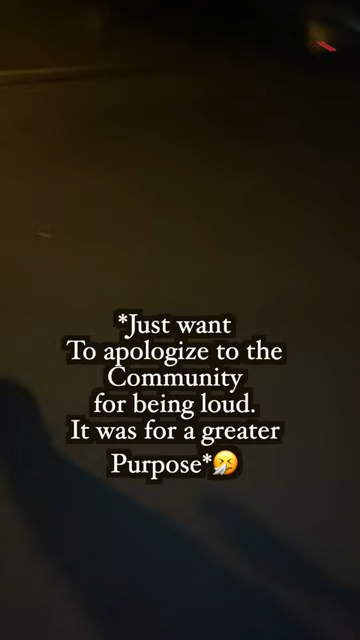 *Just want
To apologize to the
Community
for being loud.
It was for a greater
Purpose*🤧